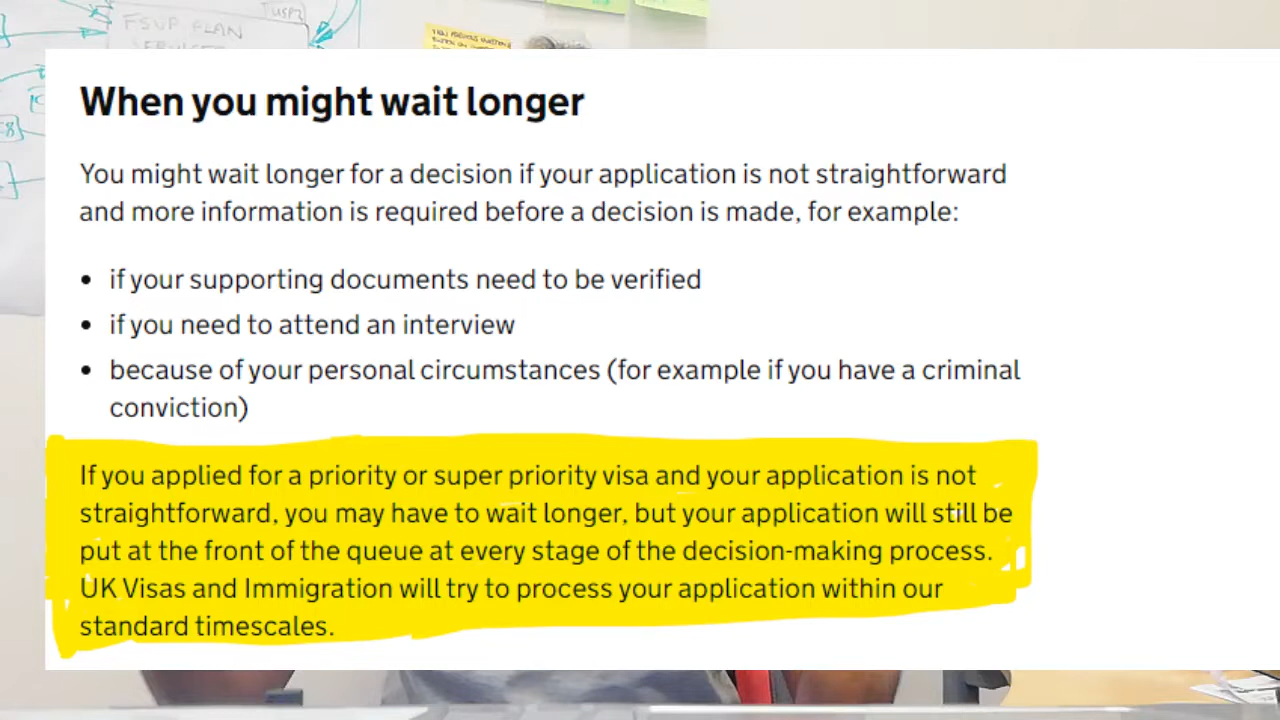 USP2
FSUP PLAN
When you might wait longer
You might wait longer for a decision if your application is not straightforward
and more information is required before a decision is made, for example:
• if your supporting documents need to be verified
• if you need to attend an interview
• because of your personal circumstances (for example if you have a criminal
conviction)
If you applied for a priority or super priority visa and your application is not
straightforward, you may have to wait longer, but your application will still be
put at the front of the queue at every stage of the decision-making process.
UK Visas and Immigration will try to process your application within our
standard timescales.